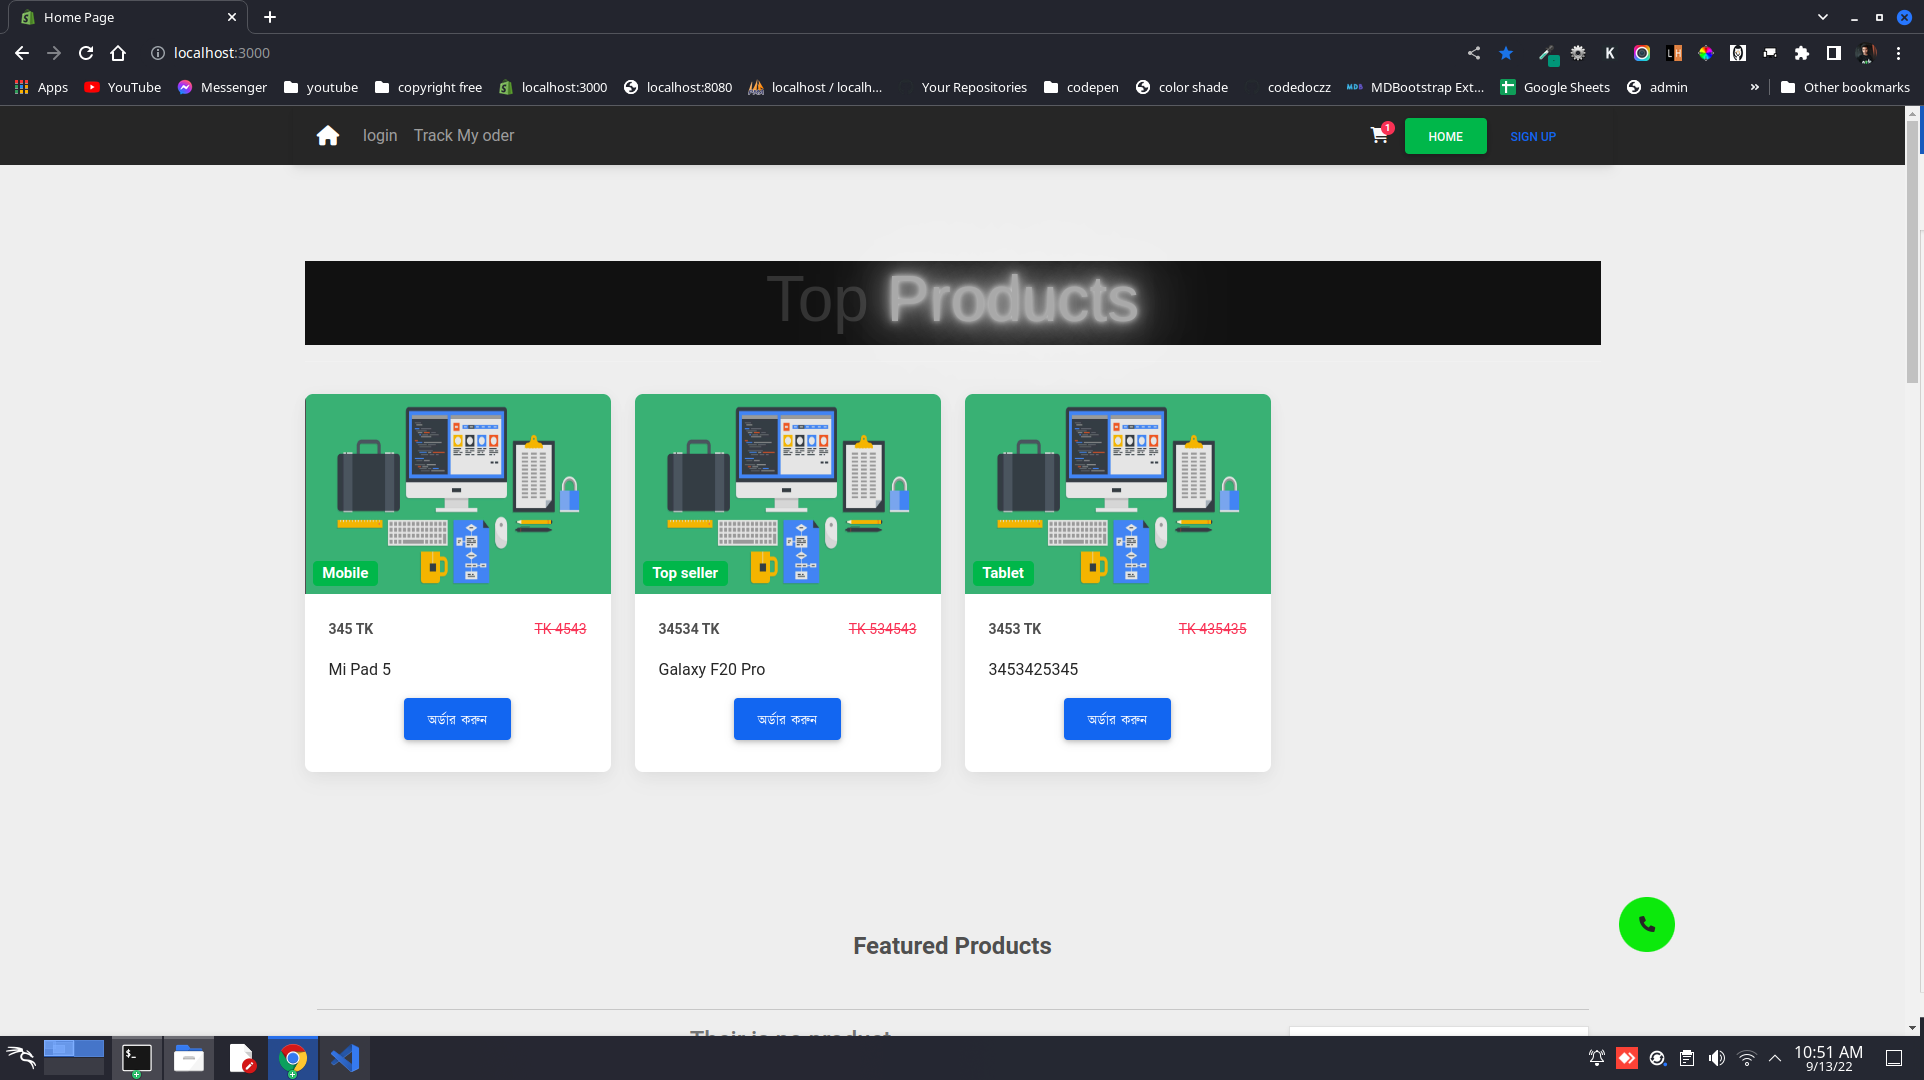 Home Page
localhost:3000
Apps YouTube Messenger youtube copyright free localhost:3000 localhost:8080 localhost / localh... Your Repositories codepen color shade codedoczz MDBootstrap Ext... Google Sheets admin » Other bookmarks
login Track My oder 1 HOME SIGN UP
Top Products
Mobile Top seller Tablet
345 TK TK 4543 34534 TK TK 534543 3453 TK TK 435435
Mi Pad 5 Galaxy F20 Pro 3453425345
অর্ডার করুন অর্ডার করুন অর্ডার করুন
Featured Products
10:51 AM
9/13/22